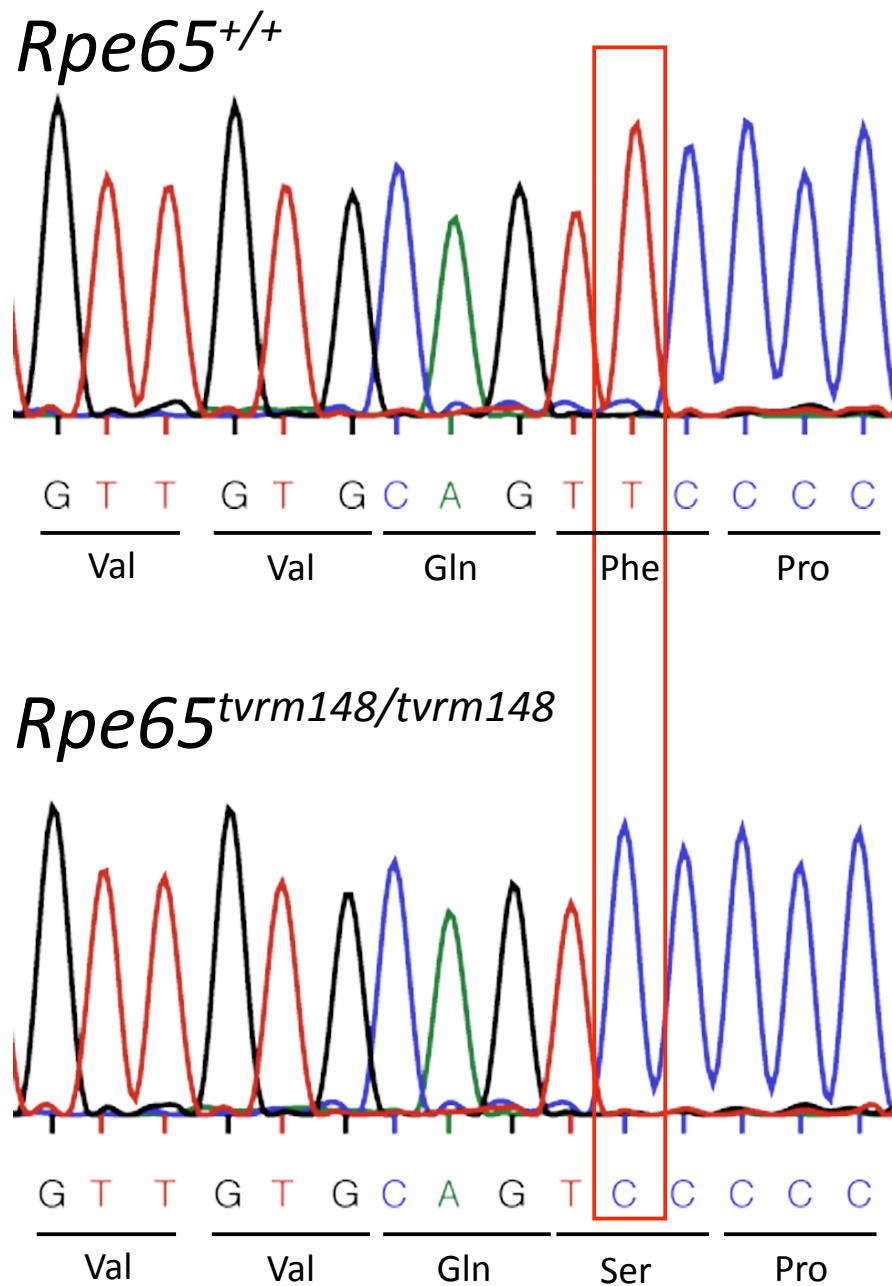 Rpe65+/+
G T T G T G C A G T T C C C C
Val Val Gln Phe Pro
Rpe65tvrm148/tvrm148
G T T G T G C A G T C C C C C
Val Val Gln Ser Pro